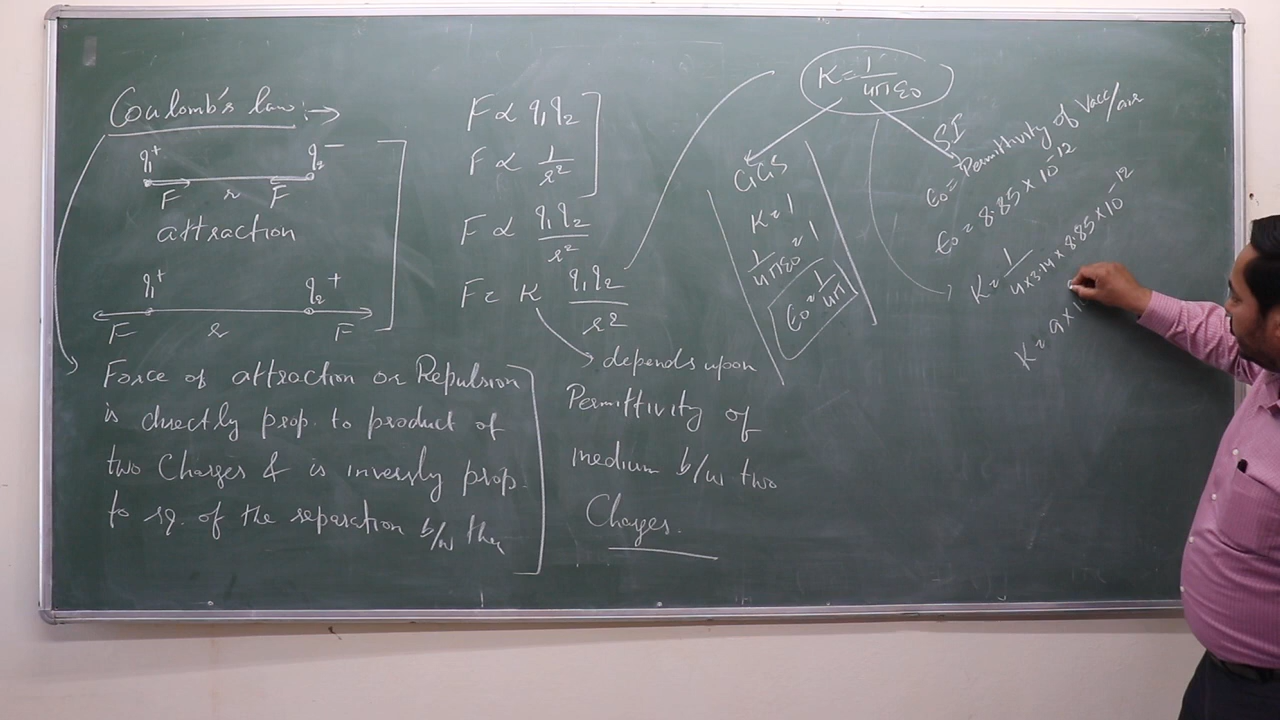 Coulomb's law :→
q₁⁺ q₂⁻
F r F
attraction
q₁⁺ q₂⁺
F r F
Force of attraction or Repulsion
is directly prop. to product of
two Charges & is inversly prop.
to sq. of the separation b/w then
F ∝ q₁q₂
F ∝ 1/r²
F ∝ q₁q₂/r²
F = K q₁q₂/r²
depends upon
Permittivity of
medium b/w two
Charges.
K = 1/4πε₀
CGS
K = 1
1/4πε₀ = 1
ε₀ = 1/4π
SI
ε₀ = Permittivity of Vacc/air
ε₀ = 8.85 × 10⁻¹²
K = 1/4×3.14×8.85×10⁻¹²
K = 9 × 1